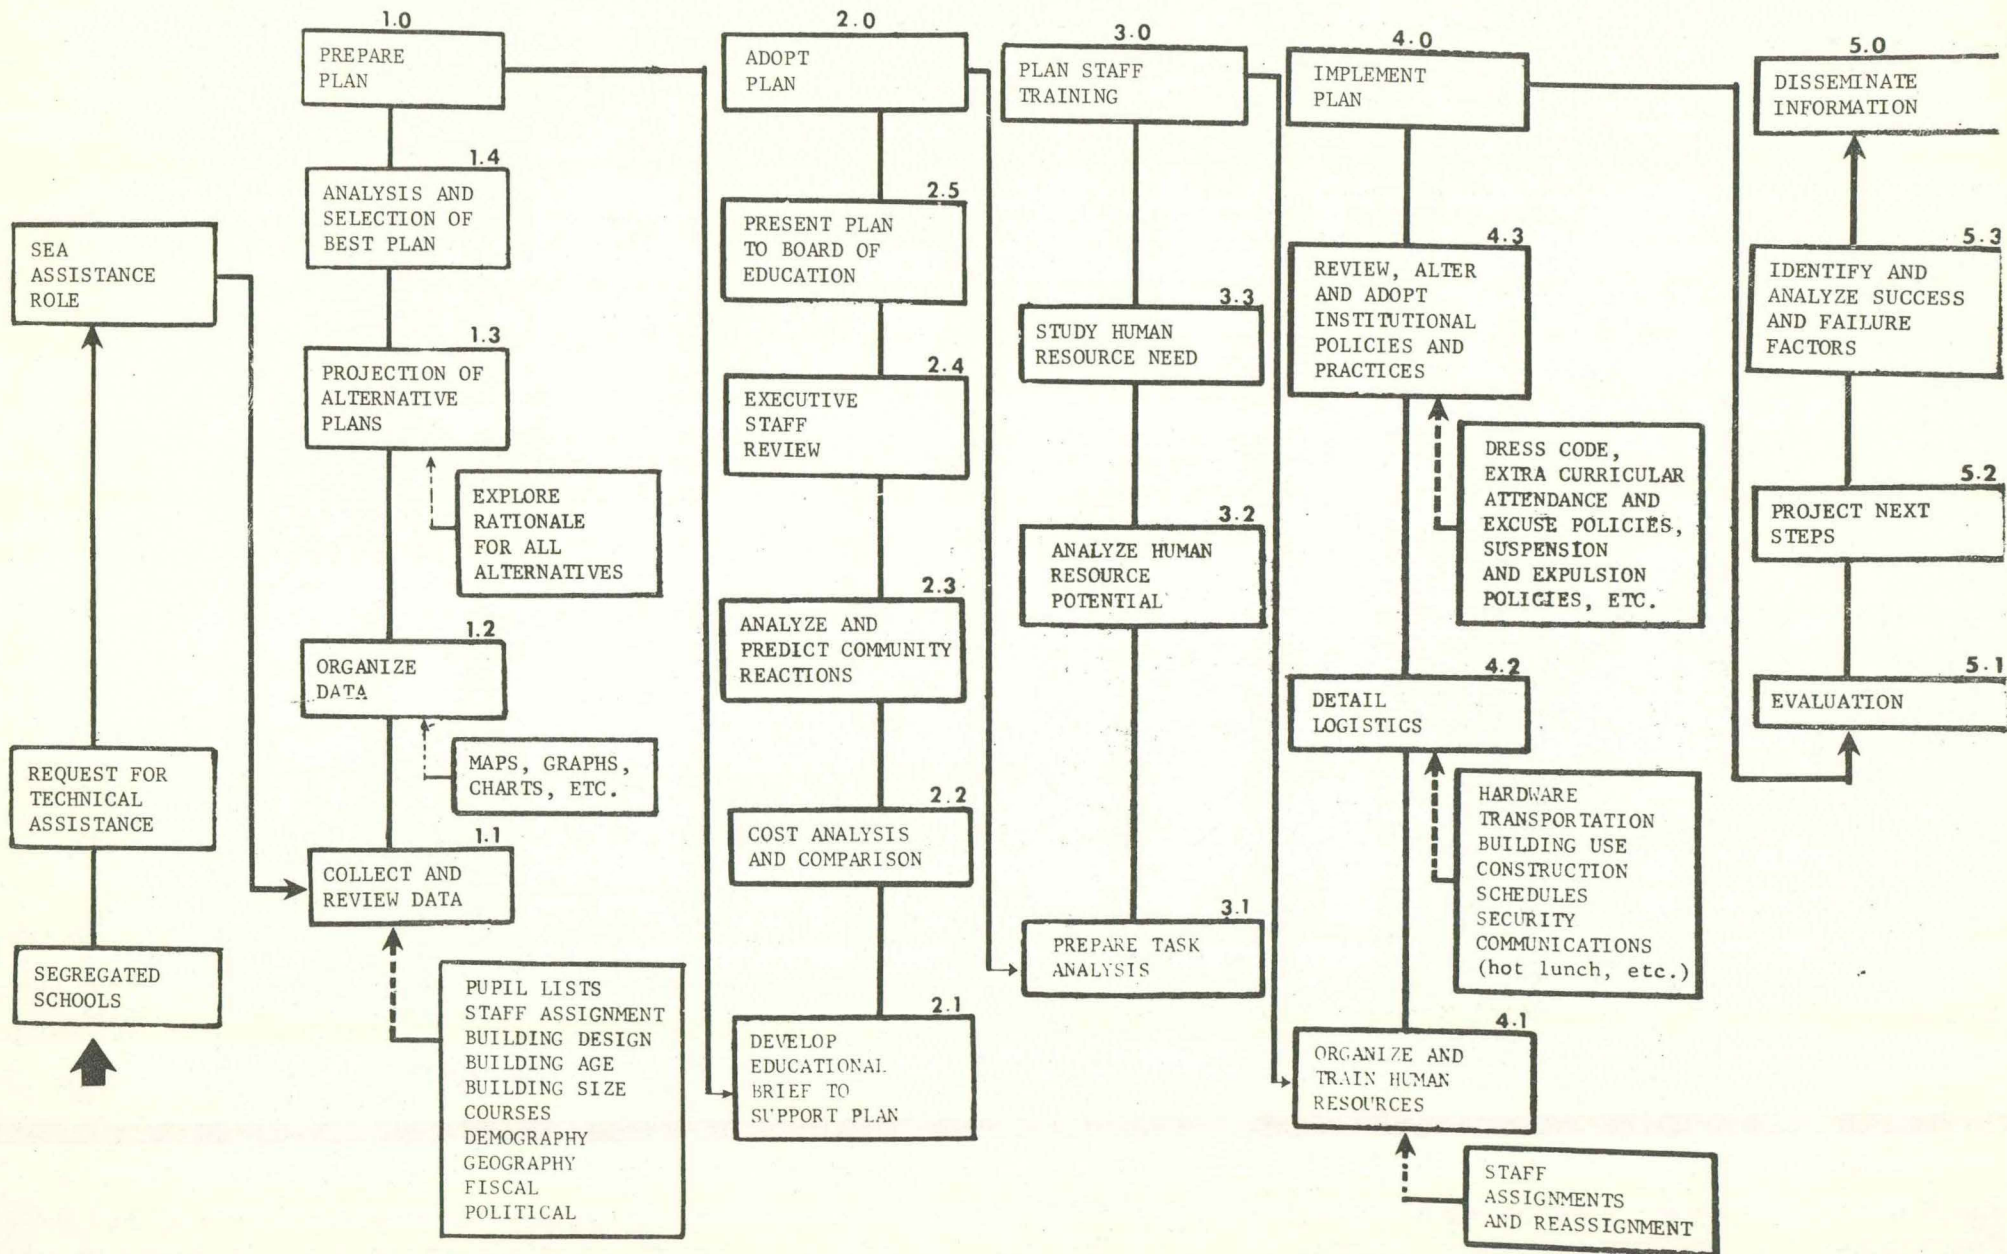 SEA
ASSISTANCE
ROLE
REQUEST FOR
TECHNICAL
ASSISTANCE
SEGREGATED
SCHOOLS
1.0
PREPARE
PLAN
1.4
ANALYSIS AND
SELECTION OF
BEST PLAN
1.3
PROJECTION OF
ALTERNATIVE
PLANS
EXPLORE
RATIONALE
FOR ALL
ALTERNATIVES
1.2
ORGANIZE
DATA
MAPS, GRAPHS,
CHARTS, ETC.
1.1
COLLECT AND
REVIEW DATA
PUPIL LISTS
STAFF ASSIGNMENT
BUILDING DESIGN
BUILDING AGE
BUILDING SIZE
COURSES
DEMOGRAPHY
GEOGRAPHY
FISCAL
POLITICAL
2.0
ADOPT
PLAN
2.5
PRESENT PLAN
TO BOARD OF
EDUCATION
2.4
EXECUTIVE
STAFF
REVIEW
2.3
ANALYZE AND
PREDICT COMMUNITY
REACTIONS
2.2
COST ANALYSIS
AND COMPARISON
2.1
DEVELOP
EDUCATIONAL
BRIEF TO
SUPPORT PLAN
3.0
PLAN STAFF
TRAINING
3.3
STUDY HUMAN
RESOURCE NEED
3.2
ANALYZE HUMAN
RESOURCE
POTENTIAL
3.1
PREPARE TASK
ANALYSIS
4.0
IMPLEMENT
PLAN
4.3
REVIEW, ALTER
AND ADOPT
INSTITUTIONAL
POLICIES AND
PRACTICES
DRESS CODE,
EXTRA CURRICULAR
ATTENDANCE AND
EXCUSE POLICIES,
SUSPENSION
AND EXPULSION
POLICIES, ETC.
4.2
DETAIL
LOGISTICS
HARDWARE
TRANSPORTATION
BUILDING USE
CONSTRUCTION
SCHEDULES
SECURITY
COMMUNICATIONS
(hot lunch, etc.)
4.1
ORGANIZE AND
TRAIN HUMAN
RESOURCES
STAFF
ASSIGNMENTS
AND REASSIGNMENT
5.0
DISSEMINATE
INFORMATION
5.3
IDENTIFY AND
ANALYZE SUCCESS
AND FAILURE
FACTORS
5.2
PROJECT NEXT
STEPS
5.1
EVALUATION